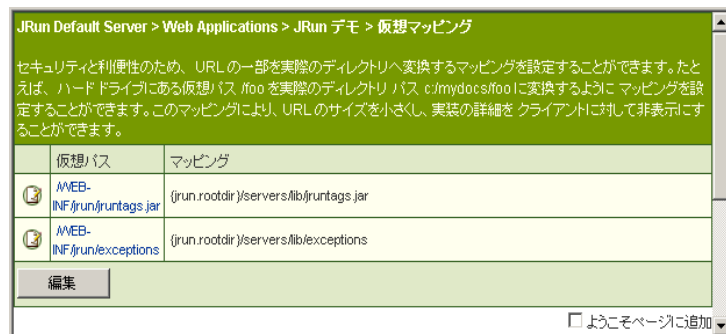 JRun Default Server > Web Applications > JRun デモ > 仮想マッピング
セキュリティと利便性のため、 URL の一部を実際のディレクトリへ変換するマッピングを設定することができます。たと
えば、 ハード ドライブにある仮想パス /foo を実際のディレクトリ パス c:/mydocs/foo に変換するように マッピングを設
定することができます。このマッピングにより、URL のサイズを小さくし、実装の詳細を クライアントに対して非表示にす
ることができます。
仮想パス マッピング
/WEB-
INF/jrun/jruntags.jar {jrun.rootdir}/servers/lib/jruntags.jar
/WEB-
INF/jrun/exceptions {jrun.rootdir}/servers/lib/exceptions
編集
ようこそページに追加